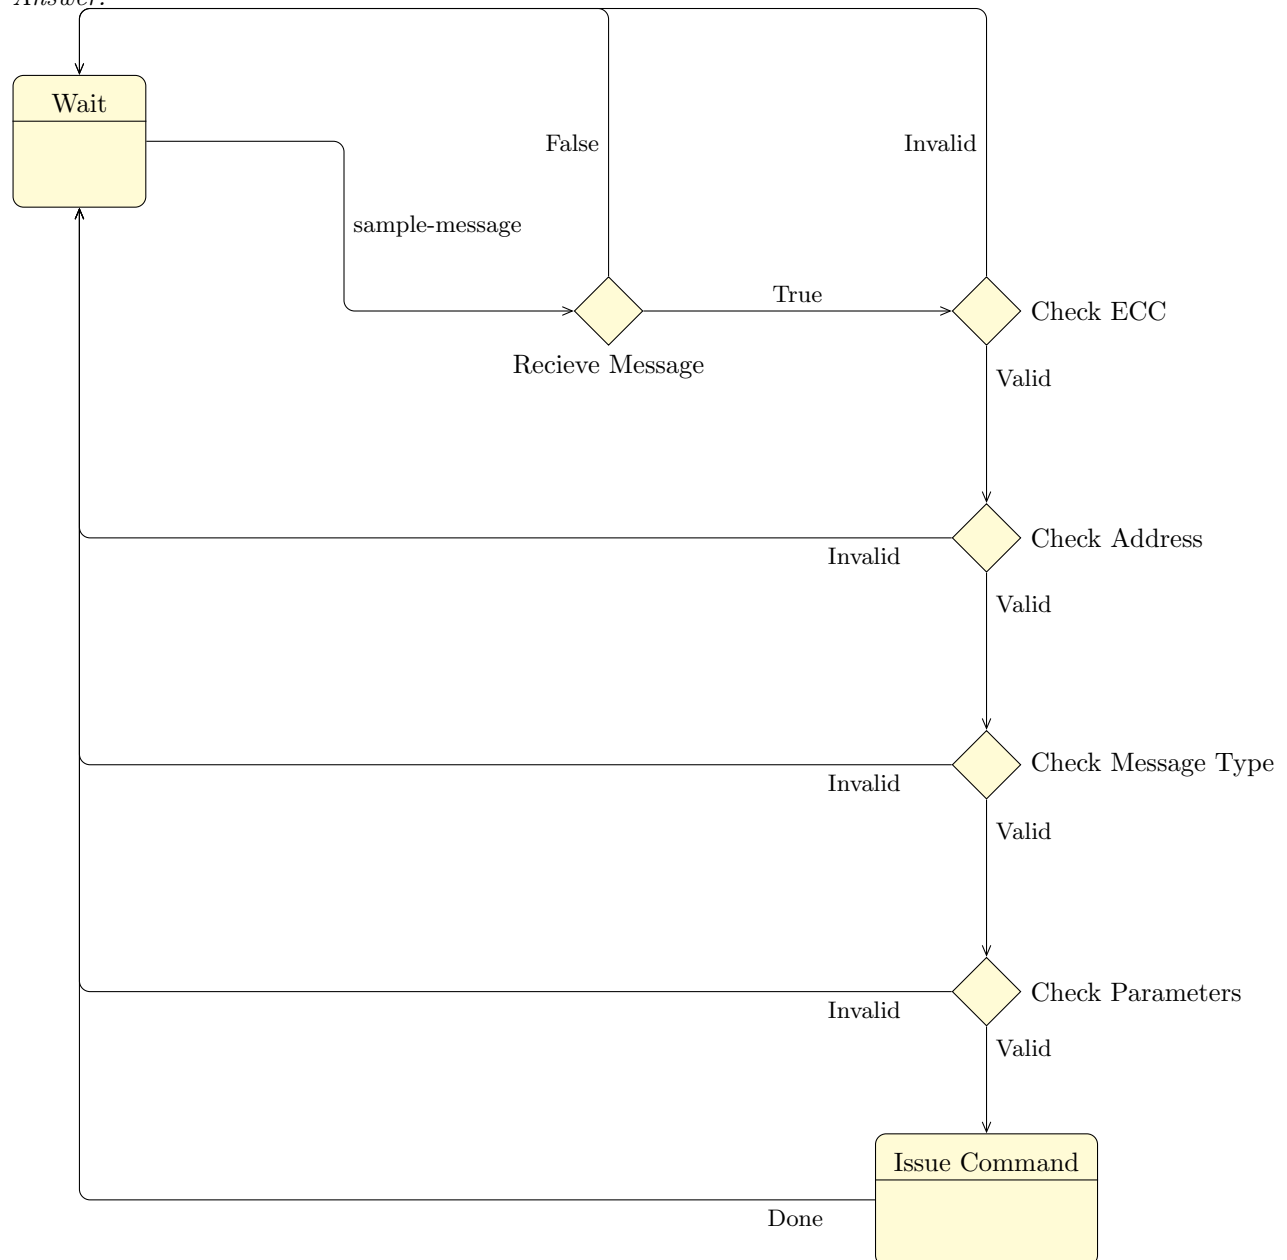 Answer:
Wait
False
Invalid
sample-message
True
Check ECC
Recieve Message
Valid
Check Address
Invalid
Valid
Check Message Type
Invalid
Valid
Check Parameters
Invalid
Valid
Issue Command
Done